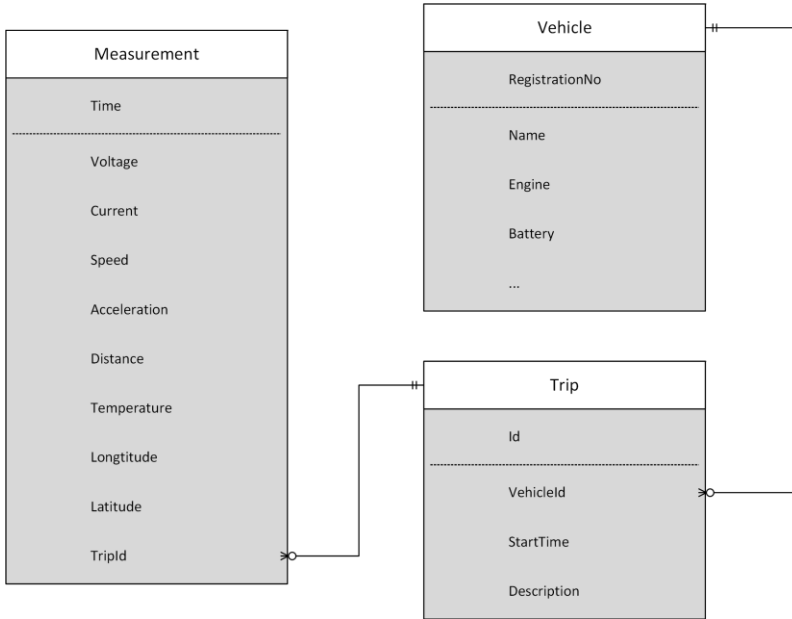 Measurement
Time
Voltage
Current
Speed
Acceleration
Distance
Temperature
Longtitude
Latitude
TripId
Vehicle
RegistrationNo
Name
Engine
Battery
...
Trip
Id
VehicleId
StartTime
Description